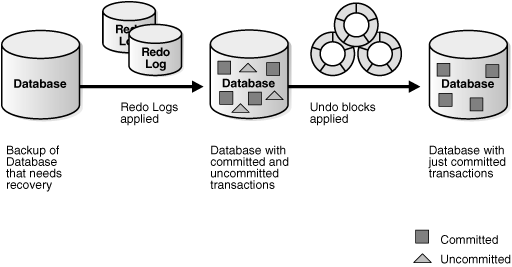 Redo
Lo
Redo
Log
Database
Database
Database
Redo Logs
applied
Undo blocks
applied
Backup of
Database
that needs
recovery
Database with
committed and
uncommitted
transactions
Database with
just committed
transactions
Committed
Uncommitted